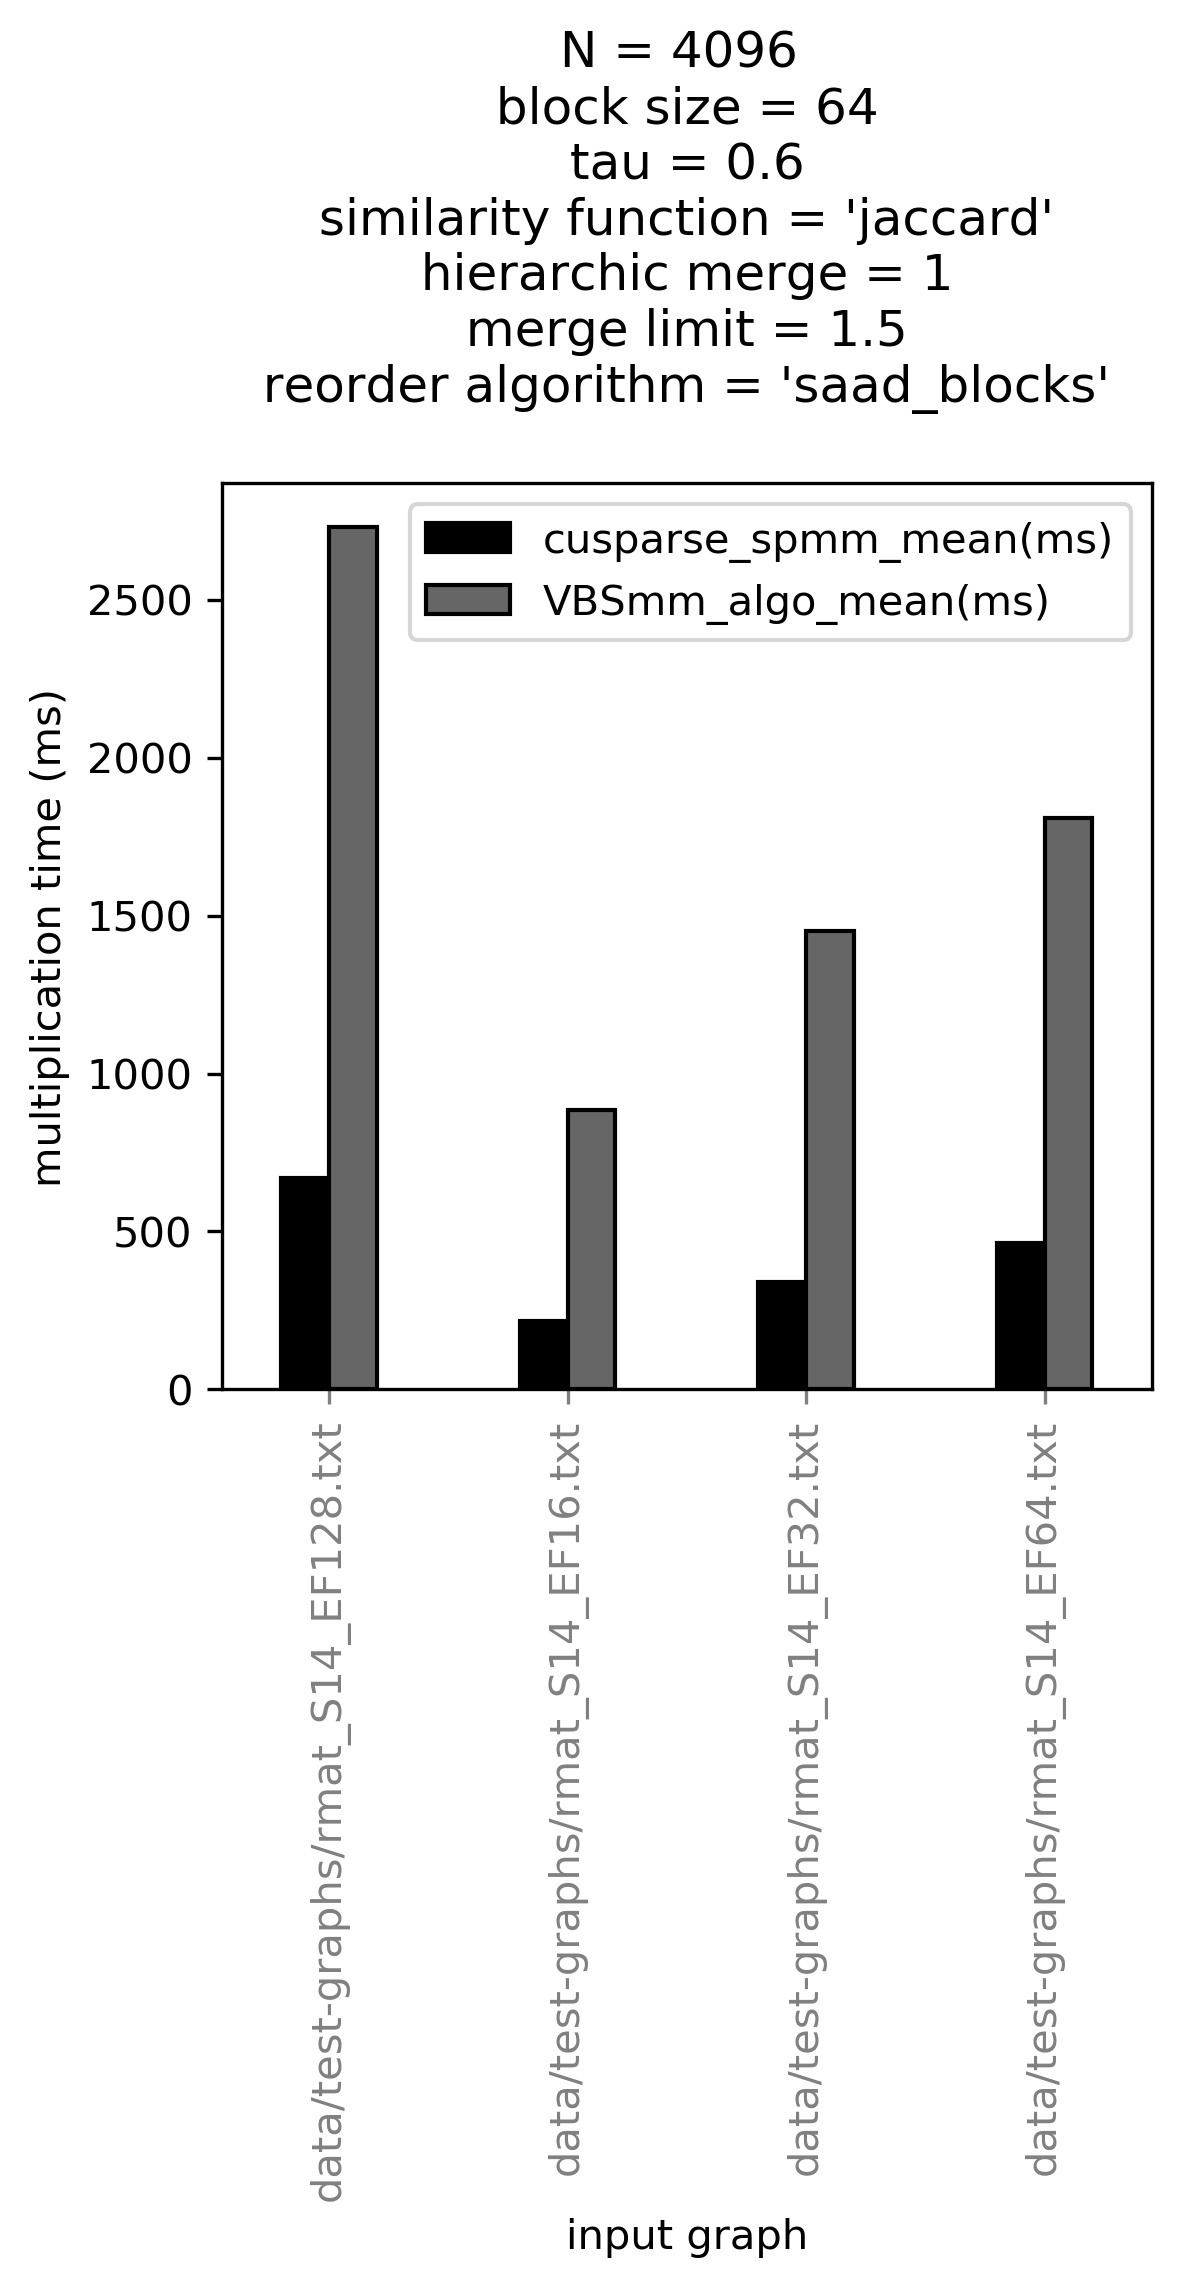 N = 4096
block size = 64
tau = 0.6
similarity function = 'jaccard'
hierarchic merge = 1
merge limit = 1.5
reorder algorithm = 'saad_blocks'
cusparse_spmm_mean(ms)
VBSmm_algo_mean(ms)
multiplication time (ms)
2500
2000
1500
1000
500
0
data/test-graphs/rmat_S14_EF128.txt
data/test-graphs/rmat_S14_EF16.txt
data/test-graphs/rmat_S14_EF32.txt
data/test-graphs/rmat_S14_EF64.txt
input graph